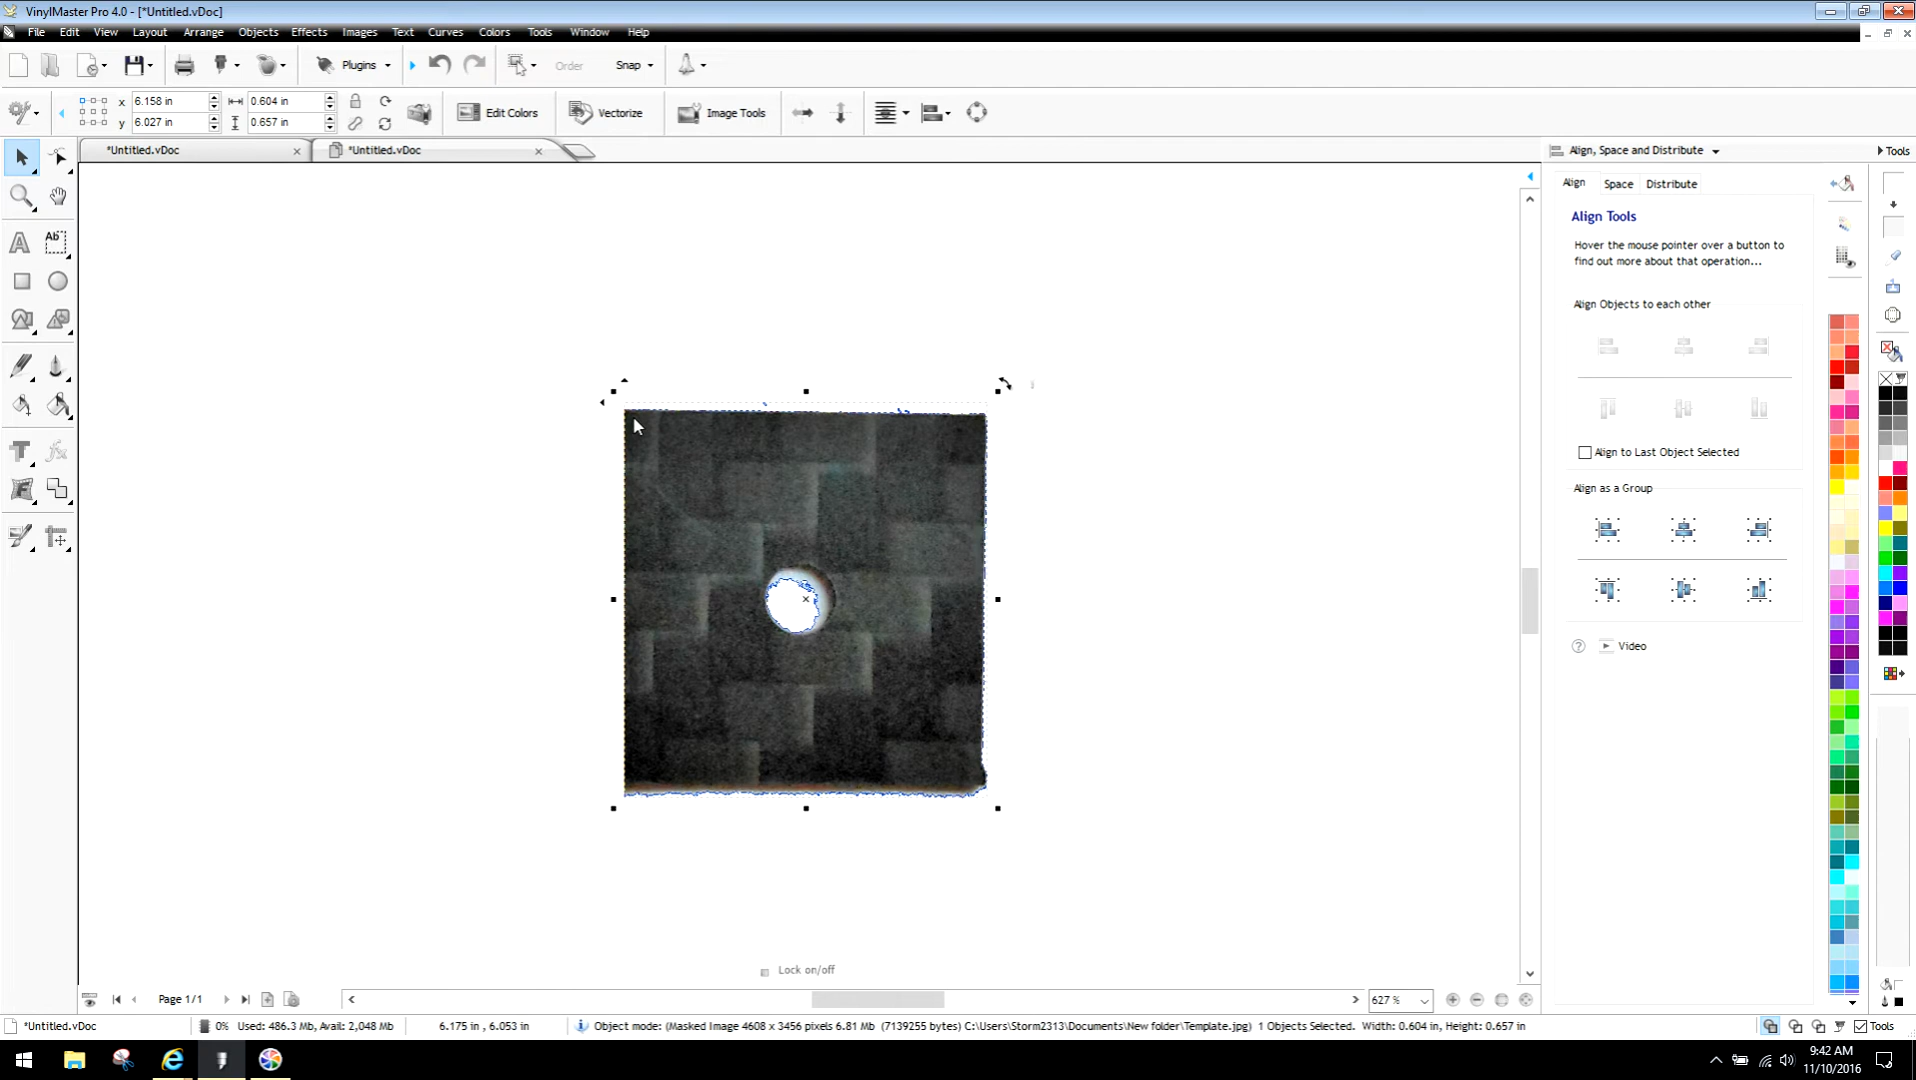 VinylMaster Pro 4.0 - [*Untitled.vDoc]
File Edit View Layout Arrange Objects Effects Images Text Curves Colors Tools Window Help
Plugins Order Snap
x 6.158 in 0.604 in
y 6.027 in 0.657 in
Edit Colors Vectorize Image Tools
*Untitled.vDoc *Untitled.vDoc
Align, Space and Distribute Tools
Align Space Distribute
Align Tools
Hover the mouse pointer over a button to
find out more about that operation...
Align Objects to each other
Align to Last Object Selected
Align as a Group
Video
Lock on/off
Page 1/1 627 %
*Untitled.vDoc 0% Used: 486.3 Mb, Avail: 2,048 Mb 6.175 in , 6.053 in Object mode: (Masked Image 4608 x 3456 pixels 6.81 Mb (7139255 bytes) C:\Users\Storm2313\Documents\New folder\Template.jpg) 1 Objects Selected. Width: 0.604 in, Height: 0.657 in Tools
9:42 AM
11/10/2016